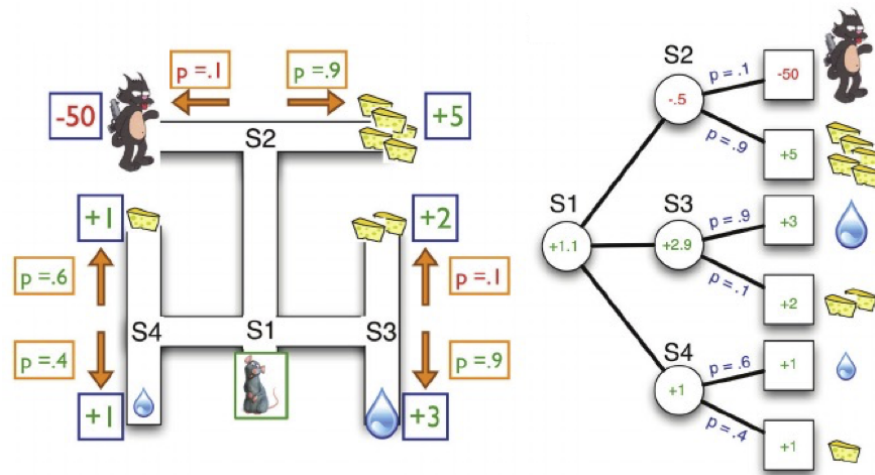 p = .1
p = .9
-50
+5
S2
+1
+2
p = .6
p = .1
S4
S1
S3
p = .4
p = .9
+1
+3
S2
p = .1
-50
-.5
p = .9
+5
S1
S3
p = .9
+3
+1.1
+2.9
p = .1
+2
S4
p = .6
+1
+1
p = .4
+1